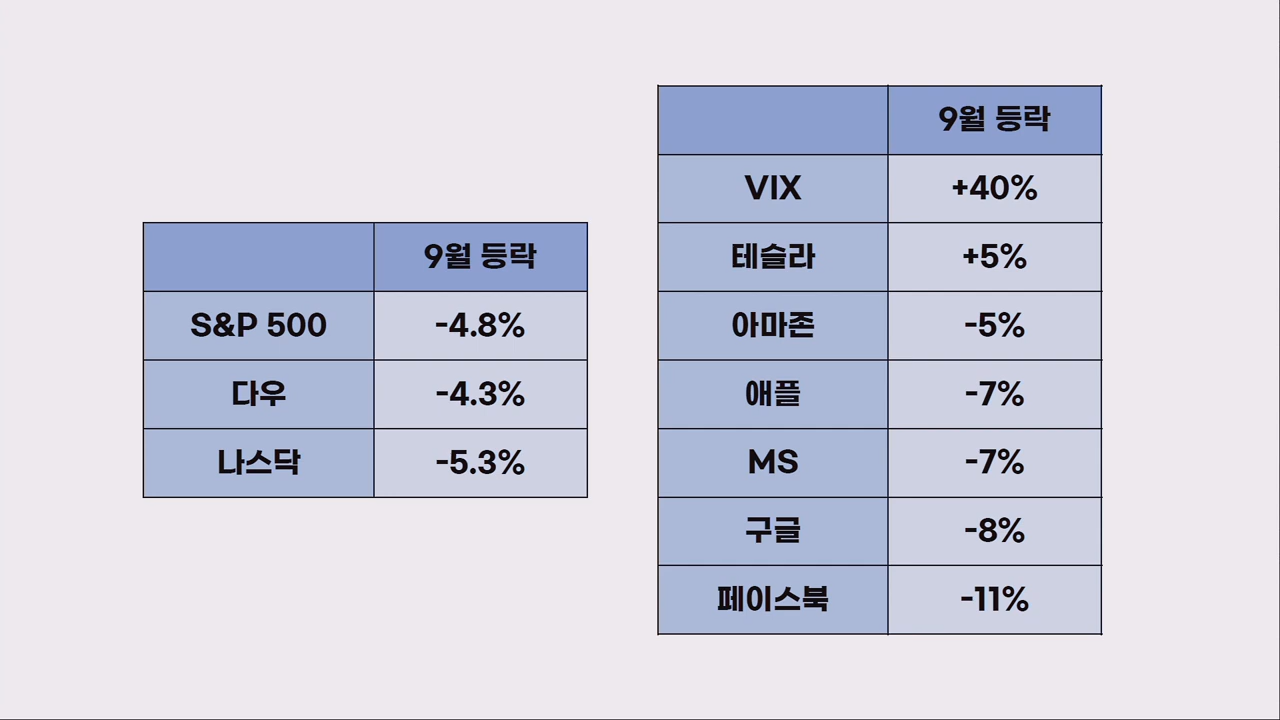 9월 등락
S&P 500 -4.8%
다우 -4.3%
나스닥 -5.3%
9월 등락
VIX +40%
테슬라 +5%
아마존 -5%
애플 -7%
MS -7%
구글 -8%
페이스북 -11%